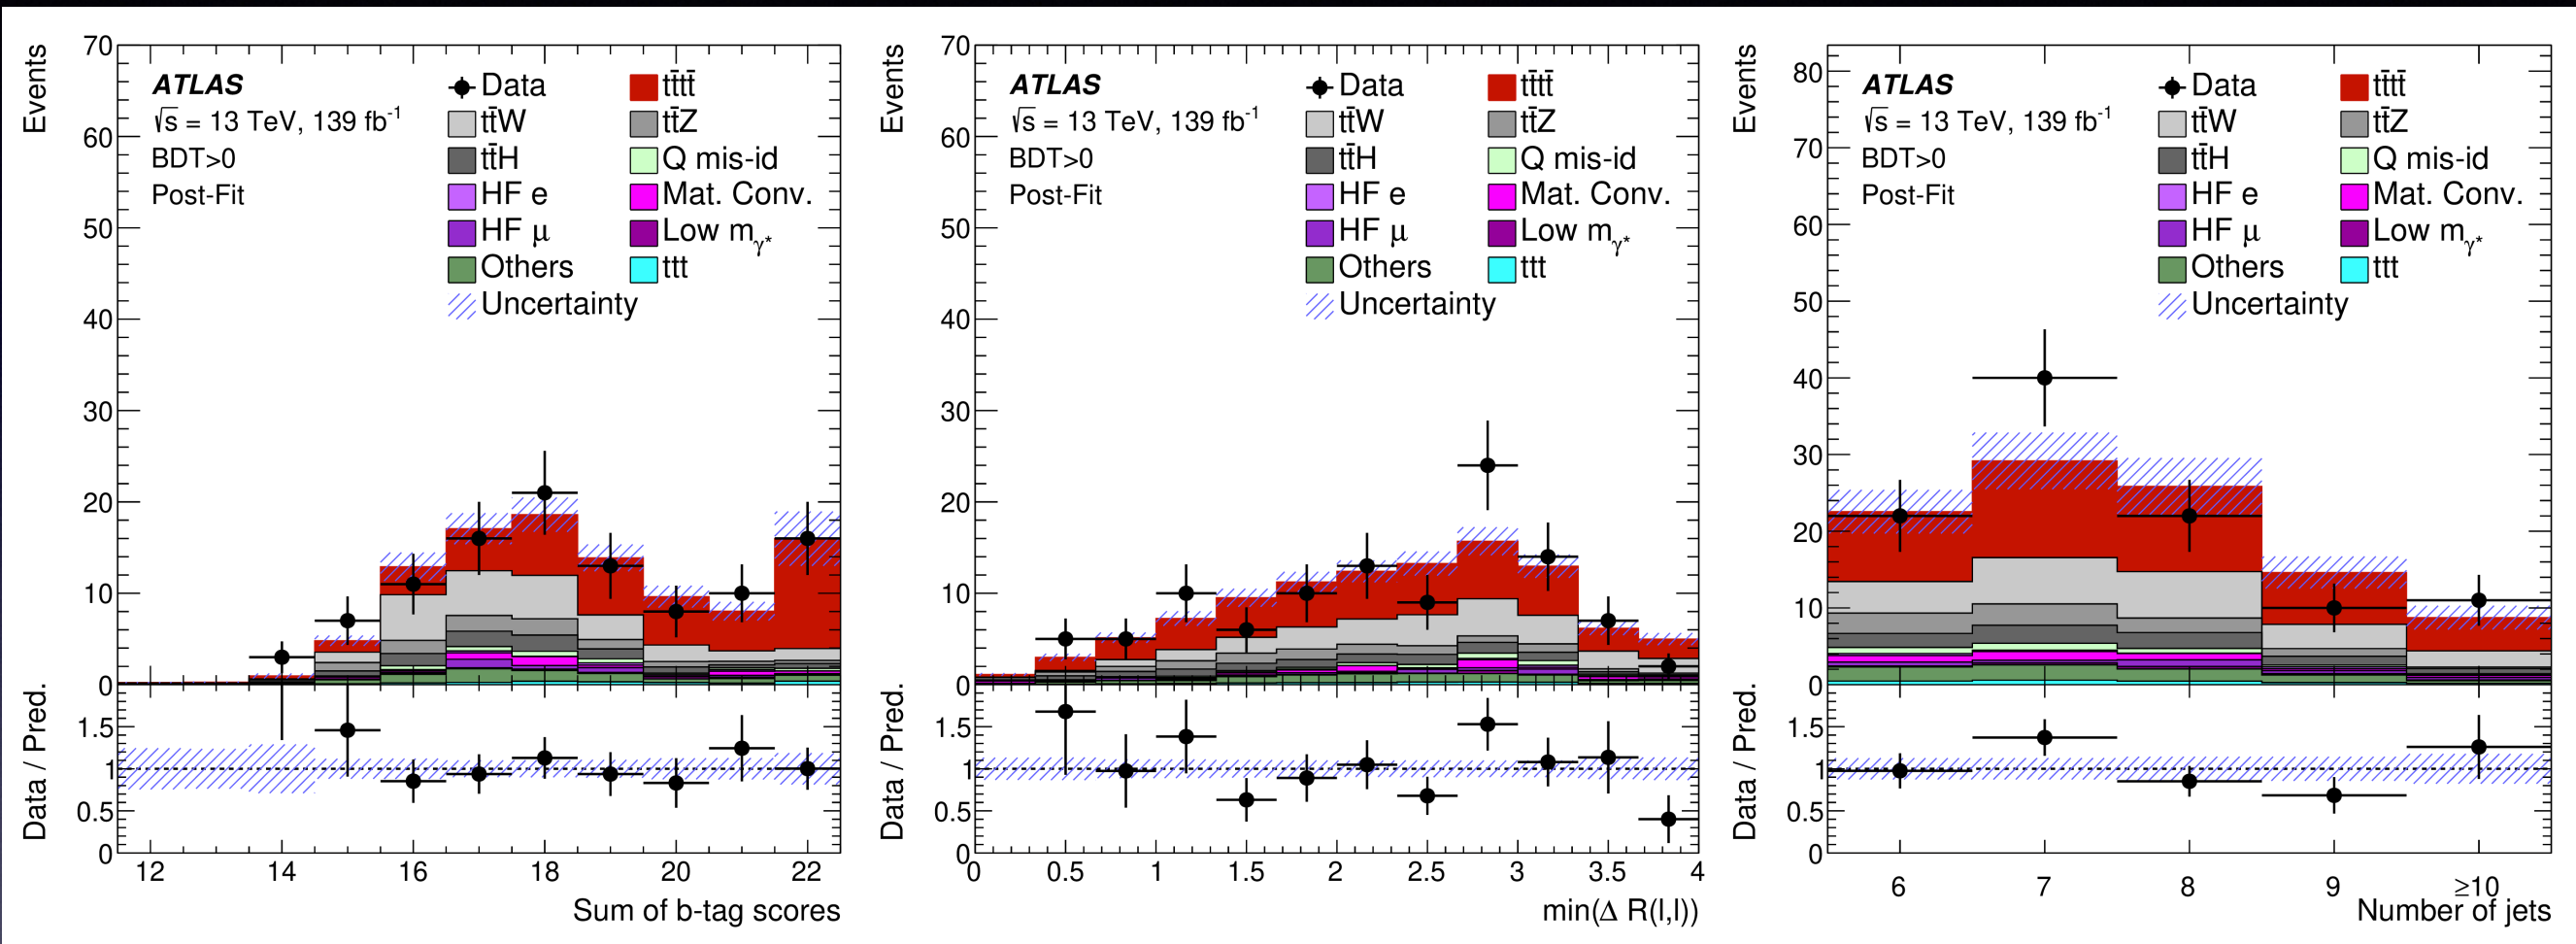 Events
70
60
50
40
30
20
10
0
ATLAS
√s = 13 TeV, 139 fb-1
BDT>0
Post-Fit
Data
tt̄tt̄
tt̄W
tt̄Z
tt̄H
Q mis-id
HF e
Mat. Conv.
HF μ
Low mγ*
Others
ttt
Uncertainty
Data / Pred.
1.5
1
0.5
0
12 14 16 18 20 22
Sum of b-tag scores
Events
70
60
50
40
30
20
10
0
ATLAS
√s = 13 TeV, 139 fb-1
BDT>0
Post-Fit
Data
tt̄tt̄
tt̄W
tt̄Z
tt̄H
Q mis-id
HF e
Mat. Conv.
HF μ
Low mγ*
Others
ttt
Uncertainty
Data / Pred.
1.5
1
0.5
0
0 0.5 1 1.5 2 2.5 3 3.5 4
min(Δ R(l,l))
Events
80
70
60
50
40
30
20
10
0
ATLAS
√s = 13 TeV, 139 fb-1
BDT>0
Post-Fit
Data
tt̄tt̄
tt̄W
tt̄Z
tt̄H
Q mis-id
HF e
Mat. Conv.
HF μ
Low mγ*
Others
ttt
Uncertainty
Data / Pred.
1.5
1
0.5
0
6 7 8 9 ≥10
Number of jets